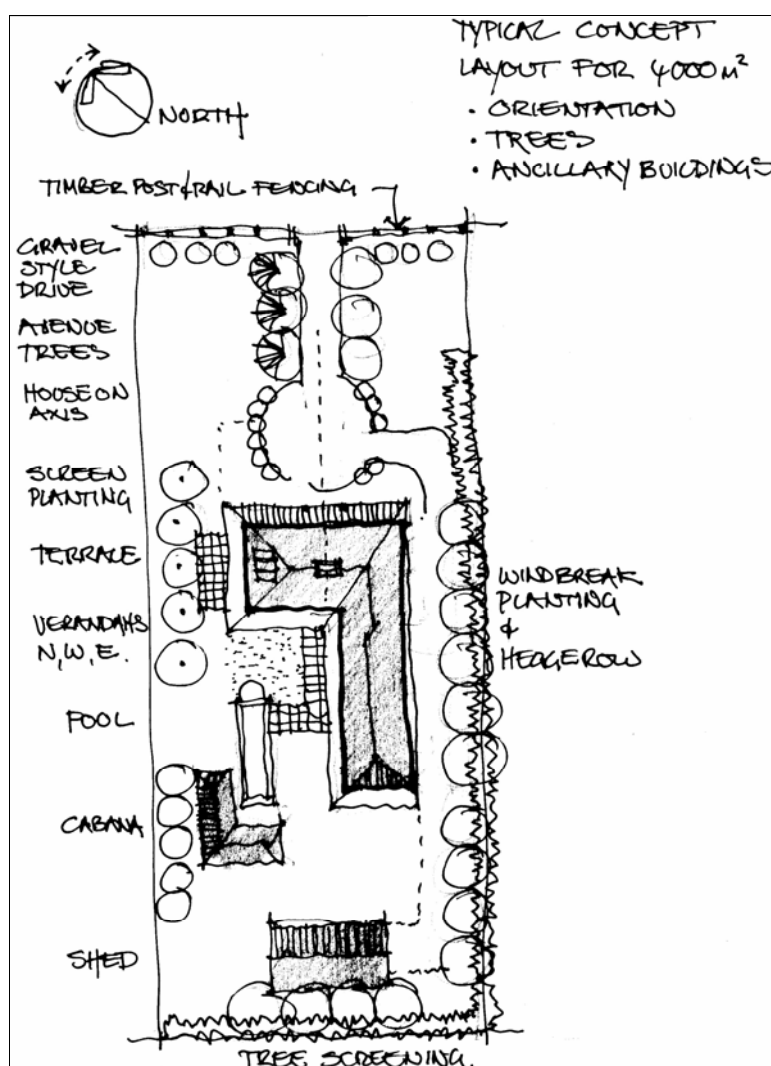 TYPICAL CONCEPT
LAYOUT FOR 4000m²
• ORIENTATION
• TREES
• ANCILLARY BUILDINGS
NORTH
TIMBER POST & RAIL FENCING
GRAVEL
STYLE
DRIVE
AVENUE
TREES
HOUSE ON
AXIS
SCREEN
PLANTING
TERRACE
VERANDAHS
N, W, E.
POOL
CABANA
SHED
WINDBREAK
PLANTING
&
HEDGEROW
TREE SCREENING.